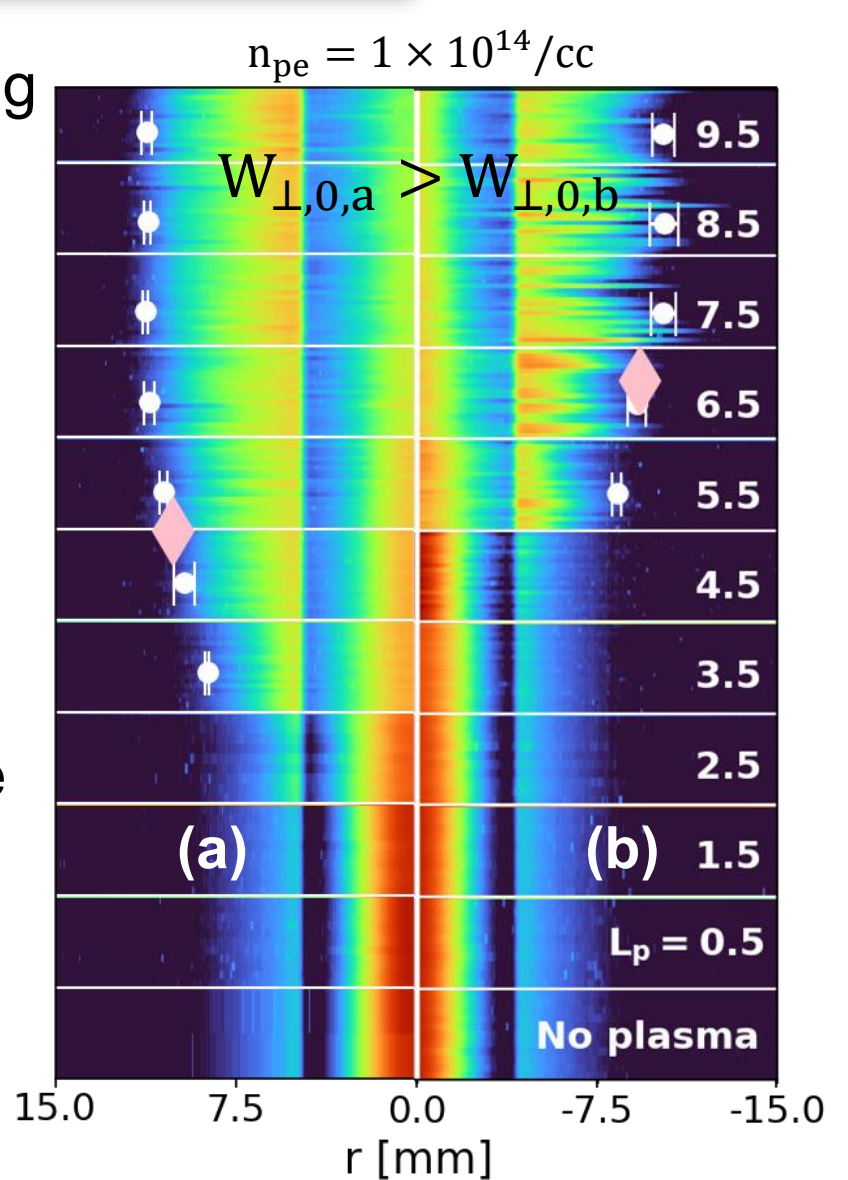 n_pe = 1 × 10^14/cc
g
9.5
W_⊥,0,a > W_⊥,0,b
8.5
7.5
6.5
5.5
4.5
3.5
2.5
e
(a) (b) 1.5
L_p = 0.5
No plasma
15.0 7.5 0.0 -7.5 -15.0
r [mm]